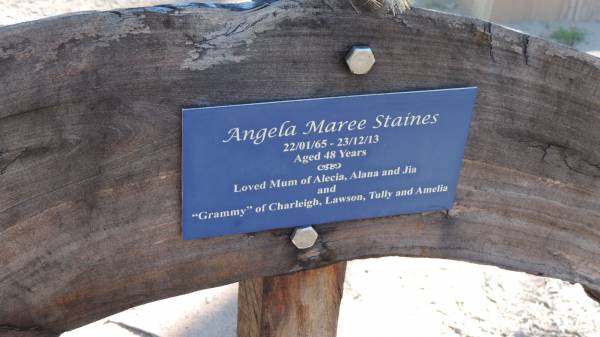 Angela Maree Staines
22/01/65 - 23/12/13
Aged 48 Years
Loved Mum of Alecia, Alana and Jia
and
“Grammy” of Charleigh, Lawson, Tully and Amelia